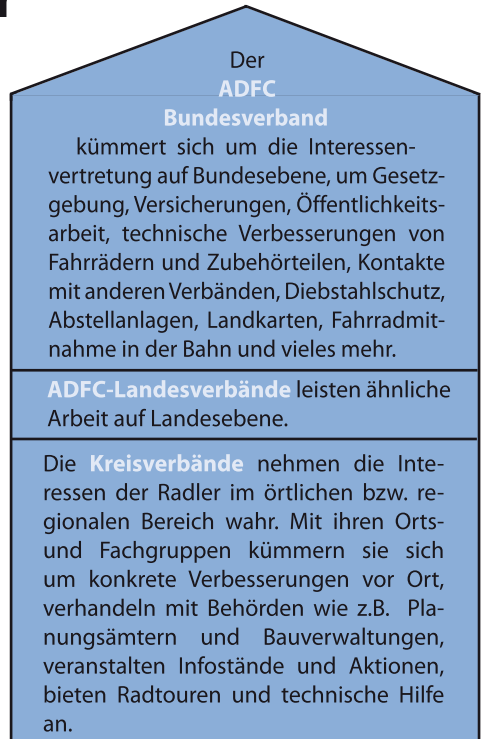 Der
ADFC
Bundesverband
kümmert sich um die Interessen-
vertretung auf Bundesebene, um Gesetz-
gebung, Versicherungen, Öffentlichkeits-
arbeit, technische Verbesserungen von
Fahrrädern und Zubehörteilen, Kontakte
mit anderen Verbänden, Diebstahlschutz,
Abstellanlagen, Landkarten, Fahrradmit-
nahme in der Bahn und vieles mehr.
ADFC-Landesverbände leisten ähnliche
Arbeit auf Landesebene.
Die Kreisverbände nehmen die Inte-
ressen der Radler im örtlichen bzw. re-
gionalen Bereich wahr. Mit ihren Orts-
und Fachgruppen kümmern sie sich
um konkrete Verbesserungen vor Ort,
verhandeln mit Behörden wie z.B. Pla-
nungsämtern und Bauverwaltungen,
veranstalten Infostände und Aktionen,
bieten Radtouren und technische Hilfe
an.